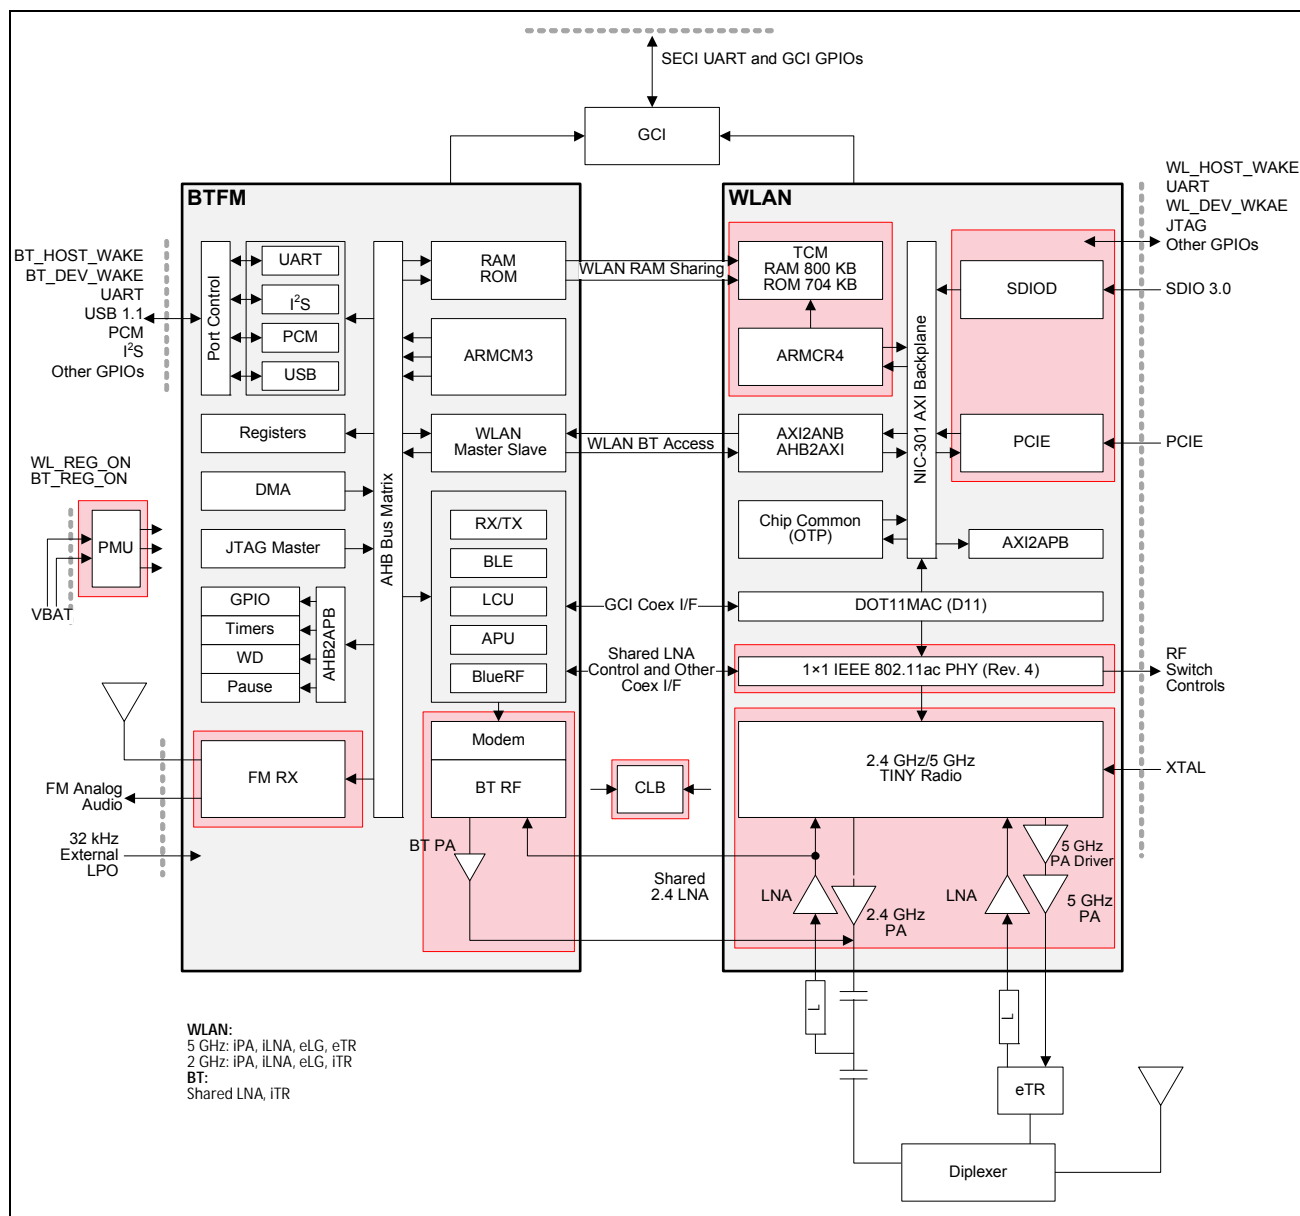 SECI UART and GCI GPIOs
GCI
BTFM
BT_HOST_WAKE
BT_DEV_WAKE
UART
USB 1.1
PCM
I²S
Other GPIOs
Port Control
UART
I²S
PCM
USB
Registers
DMA
JTAG Master
GPIO
Timers
WD
Pause
AHB2APB
AHB Bus Matrix
RAM
ROM
ARMCM3
WLAN
Master Slave
RX/TX
BLE
LCU
APU
BlueRF
Modem
BT RF
BT PA
FM RX
WL_REG_ON
BT_REG_ON
PMU
VBAT
FM Analog
Audio
32 kHz
External
LPO
WLAN RAM Sharing
WLAN BT Access
GCI Coex I/F
Shared LNA
Control and Other
Coex I/F
CLB
Shared
2.4 LNA
WLAN
TCM
RAM 800 KB
ROM 704 KB
ARMCR4
AXI2ANB
AHB2AXI
Chip Common
(OTP)
NIC-301 AXI Backplane
SDIOD
PCIE
AXI2APB
DOT11MAC (D11)
1×1 IEEE 802.11ac PHY (Rev. 4)
2.4 GHz/5 GHz
TINY Radio
LNA
2.4 GHz
PA
LNA
5 GHz
PA Driver
5 GHz
PA
WL_HOST_WAKE
UART
WL_DEV_WKAE
JTAG
Other GPIOs
SDIO 3.0
PCIE
RF
Switch
Controls
XTAL
L
L
eTR
Diplexer
WLAN:
5 GHz: iPA, iLNA, eLG, eTR
2 GHz: iPA, iLNA, eLG, iTR
BT:
Shared LNA, iTR